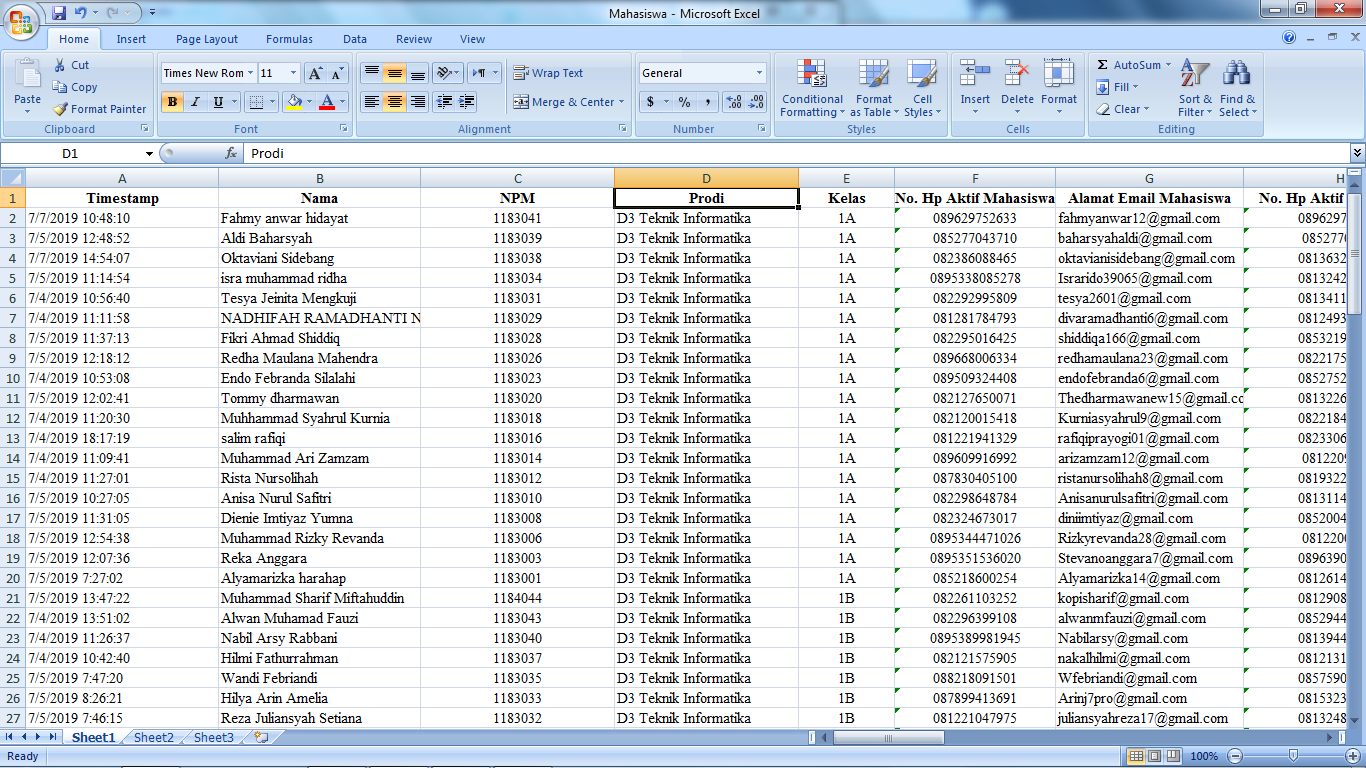 Mahasiswa - Microsoft Excel
Home Insert Page Layout Formulas Data Review View
Paste Cut Copy Format Painter Clipboard
Times New Rom 11 B I U A A A Font
Wrap Text Merge & Center Alignment
General $ % , .0 .00 .00 .0 Number
Conditional Formatting Format as Table Cell Styles Styles
Insert Delete Format Cells
Σ AutoSum Fill Clear Sort & Filter Find & Select Editing
D1 fx Prodi
A B C D E F G H
1 Timestamp Nama NPM Prodi Kelas No. Hp Aktif Mahasiswa Alamat Email Mahasiswa No. Hp Aktif
2 7/7/2019 10:48:10 Fahmy anwar hidayat 1183041 D3 Teknik Informatika 1A 089629752633 fahmyanwar12@gmail.com 0896297
3 7/5/2019 12:48:52 Aldi Baharsyah 1183039 D3 Teknik Informatika 1A 085277043710 baharsyahaldi@gmail.com 085277
4 7/7/2019 14:54:07 Oktaviani Sidebang 1183038 D3 Teknik Informatika 1A 082386088465 oktavianisidebang@gmail.com 0813632
5 7/5/2019 11:14:54 isra muhammad ridha 1183034 D3 Teknik Informatika 1A 0895338085278 Israrido39065@gmail.com 0813242
6 7/4/2019 10:56:40 Tesya Jeinita Mengkuji 1183031 D3 Teknik Informatika 1A 082292995809 tesya2601@gmail.com 0813411
7 7/4/2019 11:11:58 NADHIFAH RAMADHANTI N 1183029 D3 Teknik Informatika 1A 081281784793 divaramadhanti6@gmail.com 0812493
8 7/5/2019 11:37:13 Fikri Ahmad Shiddiq 1183028 D3 Teknik Informatika 1A 082295016425 shiddiqa166@gmail.com 0853219
9 7/5/2019 12:18:12 Redha Maulana Mahendra 1183026 D3 Teknik Informatika 1A 089668006334 redhamaulana23@gmail.com 0822175
10 7/4/2019 10:53:08 Endo Febranda Silalahi 1183023 D3 Teknik Informatika 1A 089509324408 endofebranda6@gmail.com 0852752
11 7/5/2019 12:02:41 Tommy dharmawan 1183020 D3 Teknik Informatika 1A 082127650071 Thedarmawanew15@gmail.co 0813226
12 7/4/2019 11:20:30 Muhhammad Syahrul Kurnia 1183018 D3 Teknik Informatika 1A 082120015418 Kurniasyahrul9@gmail.com 0822184
13 7/4/2019 18:17:19 salim rafiqi 1183016 D3 Teknik Informatika 1A 081221941329 rafiqiprayogi01@gmail.com 0823306
14 7/4/2019 11:09:41 Muhammad Ari Zamzam 1183014 D3 Teknik Informatika 1A 089609916992 arizamzam12@gmail.com 081220
15 7/4/2019 11:27:01 Rista Nursolihah 1183012 D3 Teknik Informatika 1A 087830405100 ristanursolihah8@gmail.com 0819322
16 7/5/2019 10:27:05 Anisa Nurul Safitri 1183010 D3 Teknik Informatika 1A 082298648784 Anisanurulsafitri@gmail.com 0813114
17 7/5/2019 11:31:05 Dienie Imtiyaz Yumna 1183008 D3 Teknik Informatika 1A 082324673017 diniimtiyaz@gmail.com 0852004
18 7/5/2019 12:54:38 Muhammad Rizky Revanda 1183006 D3 Teknik Informatika 1A 0895344471026 Rizkyrevanda28@gmail.com 081220
19 7/5/2019 12:07:36 Reka Anggara 1183003 D3 Teknik Informatika 1A 0895351536020 Stevanoanggara7@gmail.com 0896390
20 7/5/2019 7:27:02 Alyamarizka harahap 1183001 D3 Teknik Informatika 1A 085218600254 Alyamarizka14@gmail.com 0812614
21 7/5/2019 13:47:22 Muhammad Sharif Miftahuddin 1184044 D3 Teknik Informatika 1B 082261103252 kopisharif@gmail.com 0812908
22 7/4/2019 13:51:02 Alwan Muhamad Fauzi 1183043 D3 Teknik Informatika 1B 082296399108 alwanmfauzi@gmail.com 0852944
23 7/4/2019 11:26:37 Nabil Arsy Rabbani 1183040 D3 Teknik Informatika 1B 0895389981945 Nabilarsy@gmail.com 0813944
24 7/4/2019 10:42:40 Hilmi Fathurrahman 1183037 D3 Teknik Informatika 1B 082121575905 nakalhilmi@gmail.com 0812131
25 7/5/2019 7:47:20 Wandi Febriandi 1183035 D3 Teknik Informatika 1B 088218091501 Wfebriandi@gmail.com 0857590
26 7/5/2019 8:26:21 Hilya Arin Amelia 1183033 D3 Teknik Informatika 1B 087899413691 Arinj7pro@gmail.com 0815323
27 7/5/2019 7:46:15 Reza Juliansyah Setiana 1183032 D3 Teknik Informatika 1B 081221047975 juliansyahreza17@gmail.com 0813248
Sheet1 Sheet2 Sheet3
Ready 100%